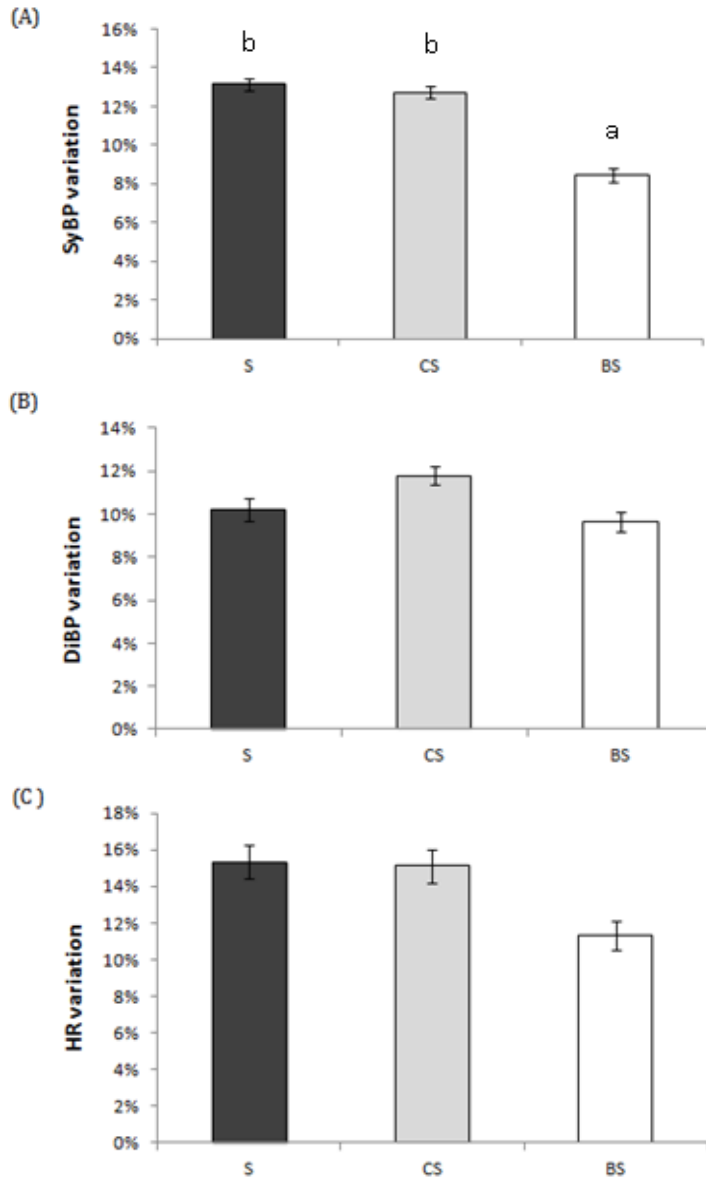 (A)
SyBP variation
16%
14%
12%
10%
8%
6%
4%
2%
0%
b
b
a
S
CS
BS
(B)
DiBP variation
14%
12%
10%
8%
6%
4%
2%
0%
S
CS
BS
(C )
HR variation
18%
16%
14%
12%
10%
8%
6%
4%
2%
0%
S
CS
BS